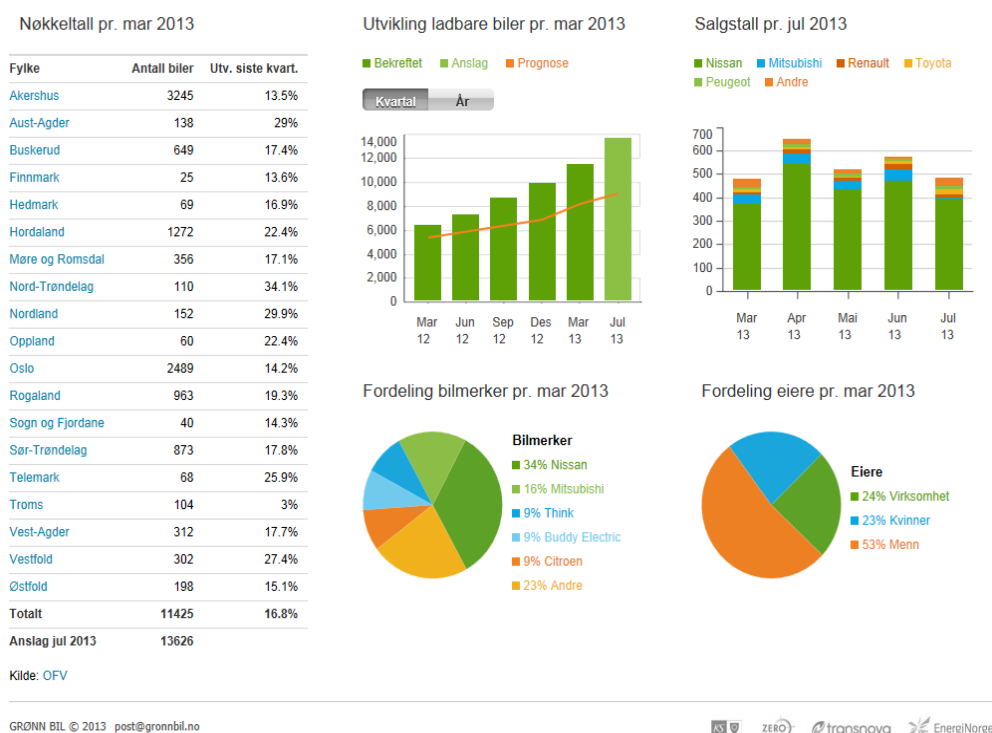 Nøkkeltall pr. mar 2013
Fylke Antall biler Utv. siste kvart.
Akershus 3245 13.5%
Aust-Agder 138 29%
Buskerud 649 17.4%
Finnmark 25 13.6%
Hedmark 69 16.9%
Hordaland 1272 22.4%
Møre og Romsdal 356 17.1%
Nord-Trøndelag 110 34.1%
Nordland 152 29.9%
Oppland 60 22.4%
Oslo 2489 14.2%
Rogaland 963 19.3%
Sogn og Fjordane 40 14.3%
Sør-Trøndelag 873 17.8%
Telemark 68 25.9%
Troms 104 3%
Vest-Agder 312 17.7%
Vestfold 302 27.4%
Østfold 198 15.1%
Totalt 11425 16.8%
Anslag jul 2013 13626
Kilde: OFV
Utvikling ladbare biler pr. mar 2013
Bekreftet Anslag Prognose
Kvartal År
14,000
12,000
10,000
8,000
6,000
4,000
2,000
0
Mar Jun Sep Des Mar Jul
12 12 12 12 13 13
Salgstall pr. jul 2013
Nissan Mitsubishi Renault Toyota
Peugeot Andre
700
600
500
400
300
200
100
0
Mar Apr Mai Jun Jul
13 13 13 13 13
Fordeling bilmerker pr. mar 2013
Bilmerker
34% Nissan
16% Mitsubishi
9% Think
9% Buddy Electric
9% Citroen
23% Andre
Fordeling eiere pr. mar 2013
Eiere
24% Virksomhet
23% Kvinner
53% Menn
GRØNN BIL © 2013 post@gronnbil.no
KS ZERO transnova EnergiNorge